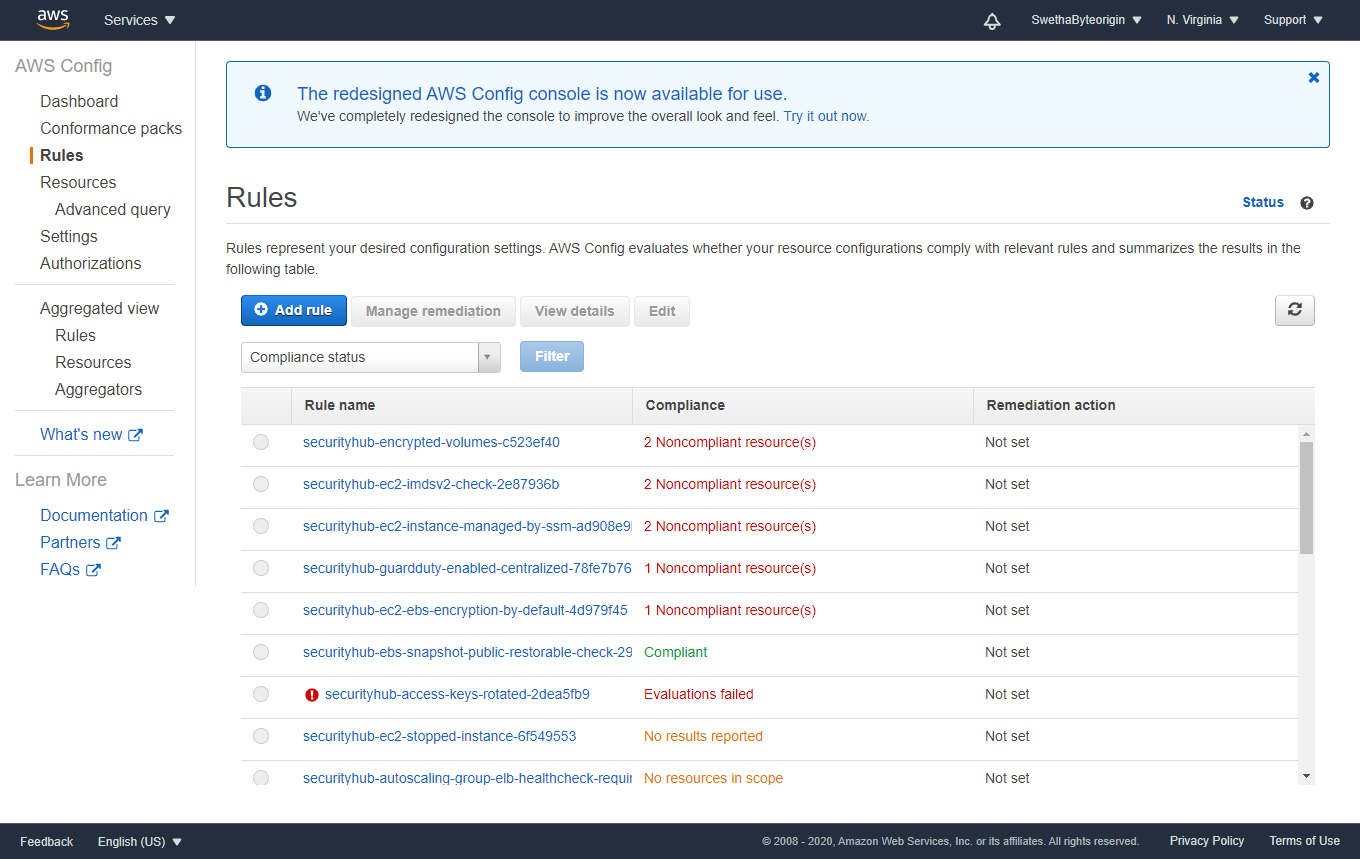 aws
Services
SwethaByteorigin
N. Virginia
Support
AWS Config
Dashboard
Conformance packs
Rules
Resources
Advanced query
Settings
Authorizations
Aggregated view
Rules
Resources
Aggregators
What's new
Learn More
Documentation
Partners
FAQs
The redesigned AWS Config console is now available for use.
We've completely redesigned the console to improve the overall look and feel. Try it out now.
Rules
Status
Rules represent your desired configuration settings. AWS Config evaluates whether your resource configurations comply with relevant rules and summarizes the results in the
following table.
Add rule Manage remediation View details Edit
Compliance status Filter
Rule name Compliance Remediation action
securityhub-encrypted-volumes-c523ef40 2 Noncompliant resource(s) Not set
securityhub-ec2-imdsv2-check-2e87936b 2 Noncompliant resource(s) Not set
securityhub-ec2-instance-managed-by-ssm-ad908e9 2 Noncompliant resource(s) Not set
securityhub-guardduty-enabled-centralized-78fe7b76 1 Noncompliant resource(s) Not set
securityhub-ec2-ebs-encryption-by-default-4d979f45 1 Noncompliant resource(s) Not set
securityhub-ebs-snapshot-public-restorable-check-29 Compliant Not set
securityhub-access-keys-rotated-2dea5fb9 Evaluations failed Not set
securityhub-ec2-stopped-instance-6f549553 No results reported Not set
securityhub-autoscaling-group-elb-healthcheck-requir No resources in scope Not set
Feedback
English (US)
© 2008 - 2020, Amazon Web Services, Inc. or its affiliates. All rights reserved.
Privacy Policy
Terms of Use